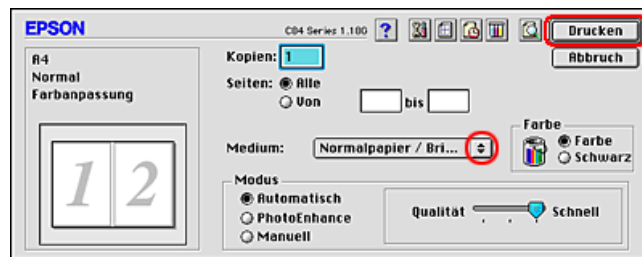 EPSON
C84 Series 1.100
?
Drucken
A4
Normal
Farbanpassung
Kopien: 1
Abbruch
Seiten: Alle
Von bis
Medium: Normalpapier / Bri...
Farbe
Farbe
Schwarz
1 2
Modus
Automatisch
PhotoEnhance
Manuell
Qualität Schnell